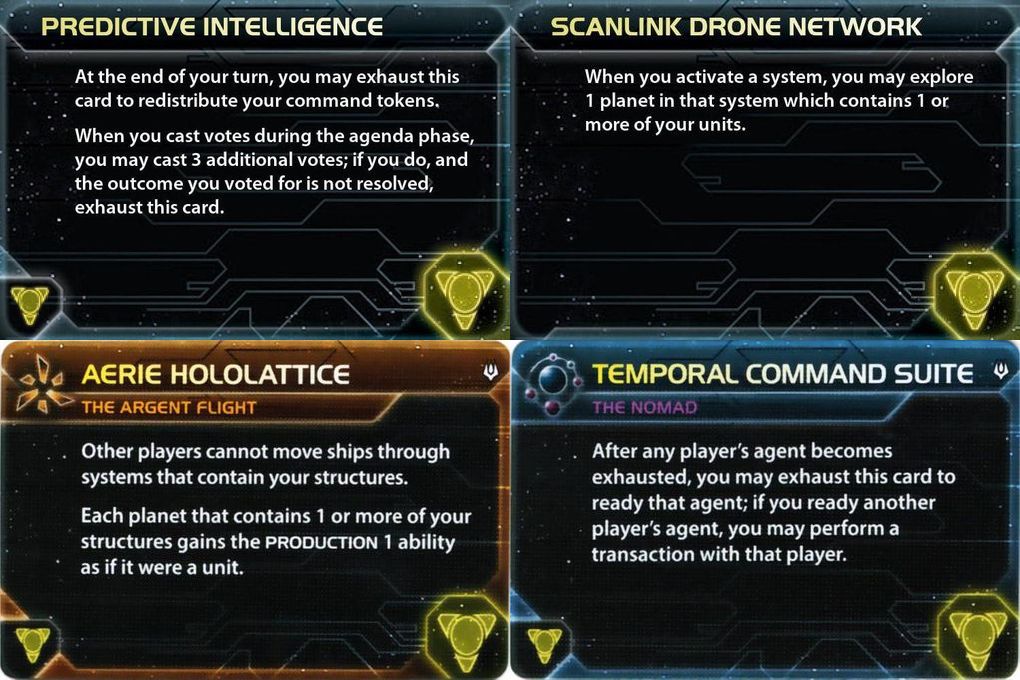 PREDICTIVE INTELLIGENCE
At the end of your turn, you may exhaust this
card to redistribute your command tokens.
When you cast votes during the agenda phase,
you may cast 3 additional votes; if you do, and
the outcome you voted for is not resolved,
exhaust this card.
SCANLINK DRONE NETWORK
When you activate a system, you may explore
1 planet in that system which contains 1 or
more of your units.
AERIE HOLOLATTICE
THE ARGENT FLIGHT
Other players cannot move ships through
systems that contain your structures.
Each planet that contains 1 or more of your
structures gains the PRODUCTION 1 ability
as if it were a unit.
TEMPORAL COMMAND SUITE
THE NOMAD
After any player's agent becomes
exhausted, you may exhaust this card to
ready that agent; if you ready another
player's agent, you may perform a
transaction with that player.